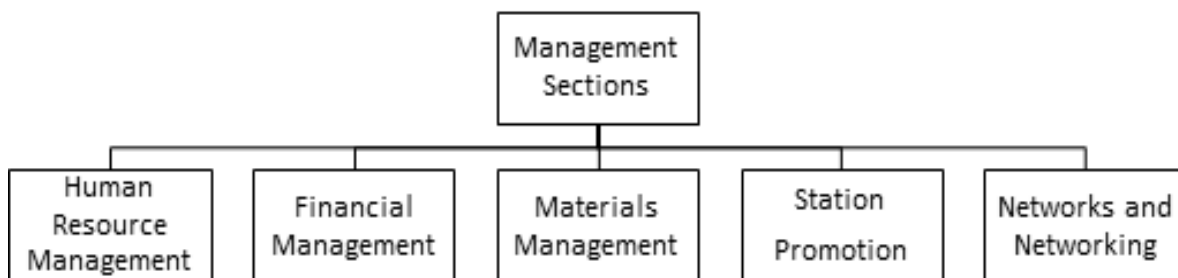 Management
Sections
Human
Resource
Management
Financial
Management
Materials
Management
Station
Promotion
Networks and
Networking